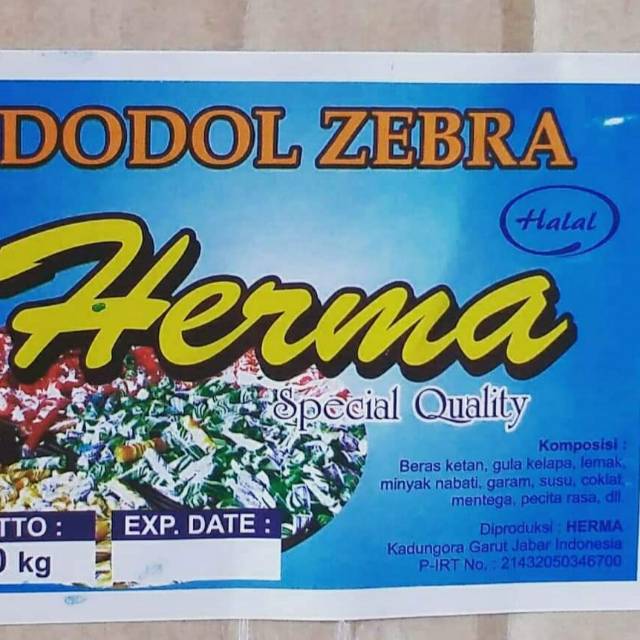 DODOL ZEBRA
Halal
Herma
Special Quality
Komposisi :
Beras ketan, gula kelapa, lemak,
minyak nabati, garam, susu, coklat,
mentega, pecita rasa, dll.
Diproduksi : HERMA
Kadungora Garut Jabar Indonesia
P-IRT No. : 21432050346700
TTO :
0 kg
EXP. DATE :